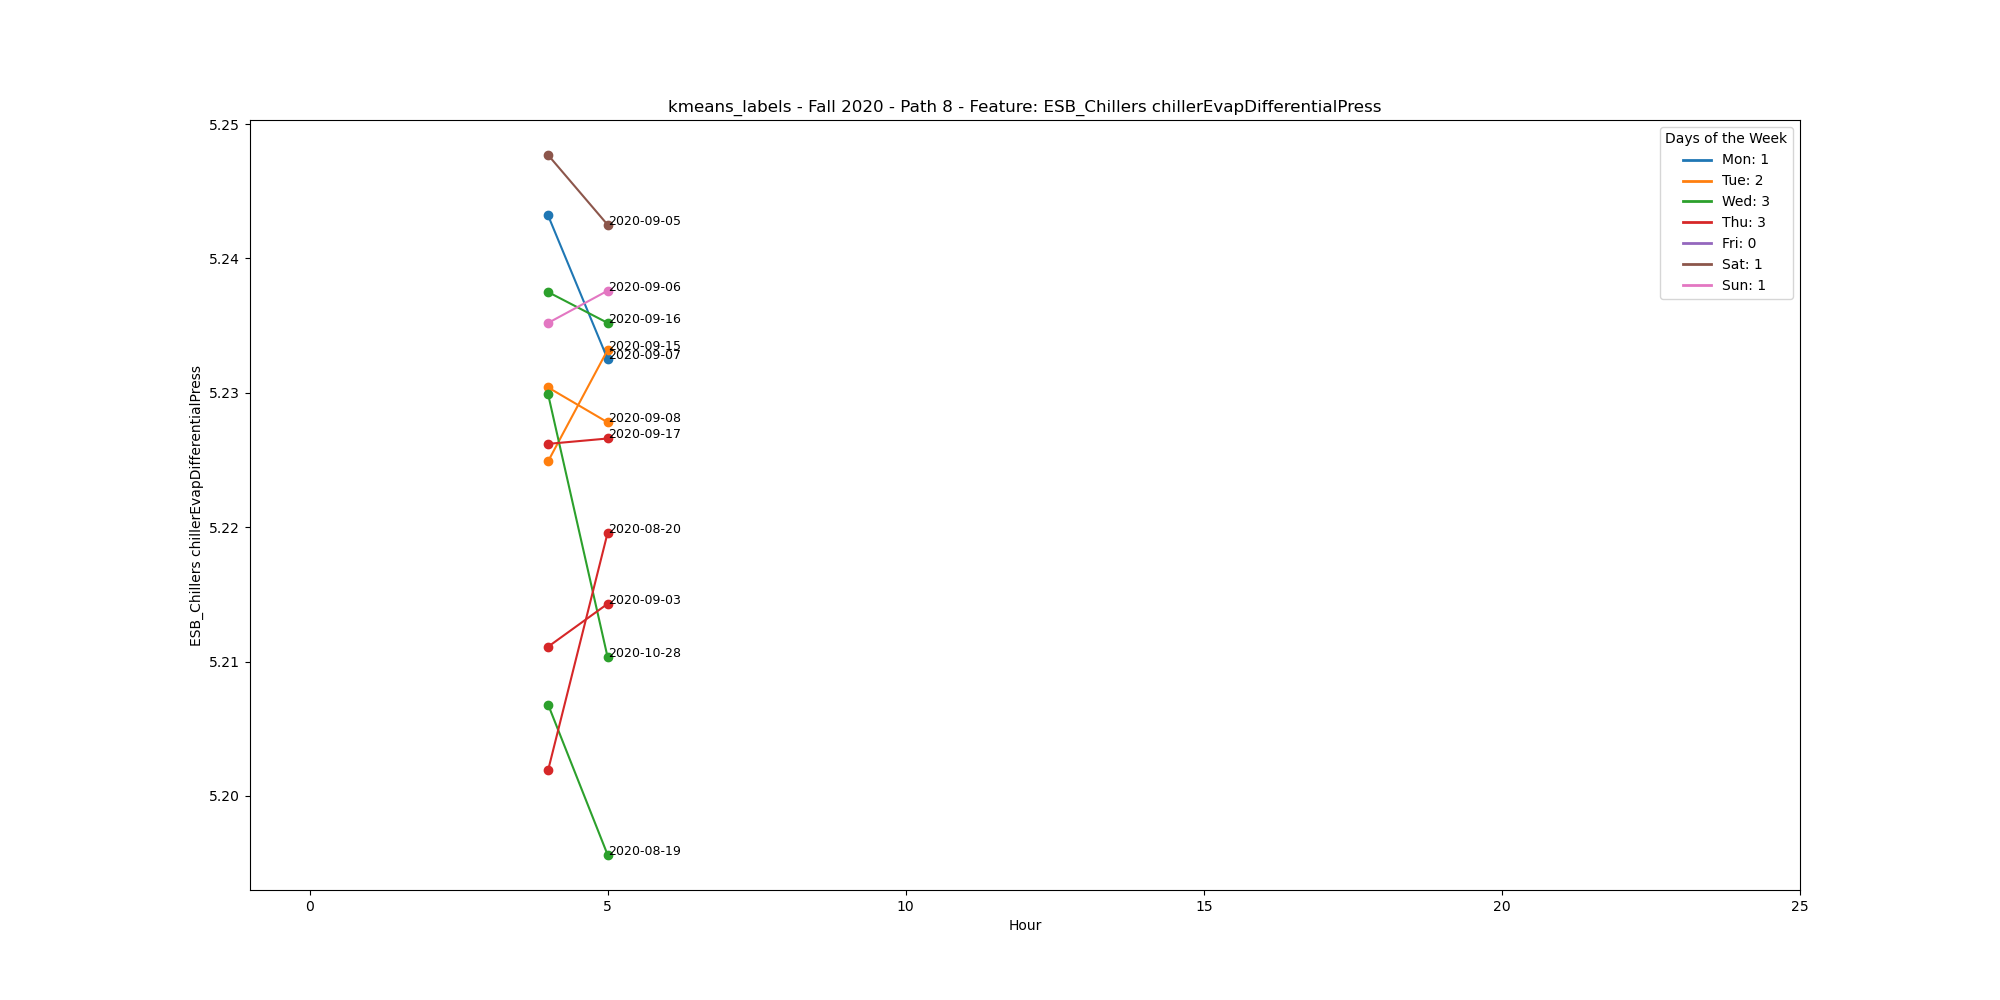 kmeans_labels - Fall 2020 - Path 8 - Feature: ESB_Chillers chillerEvapDifferentialPress
5.25
5.24
5.23
5.22
5.21
5.20
ESB_Chillers chillerEvapDifferentialPress
Days of the Week
Mon: 1
Tue: 2
Wed: 3
Thu: 3
Fri: 0
Sat: 1
Sun: 1
2020-09-05
2020-09-06
2020-09-16
2020-09-15
2020-09-07
2020-09-08
2020-09-17
2020-08-20
2020-09-03
2020-10-28
2020-08-19
0 5 10 15 20 25
Hour